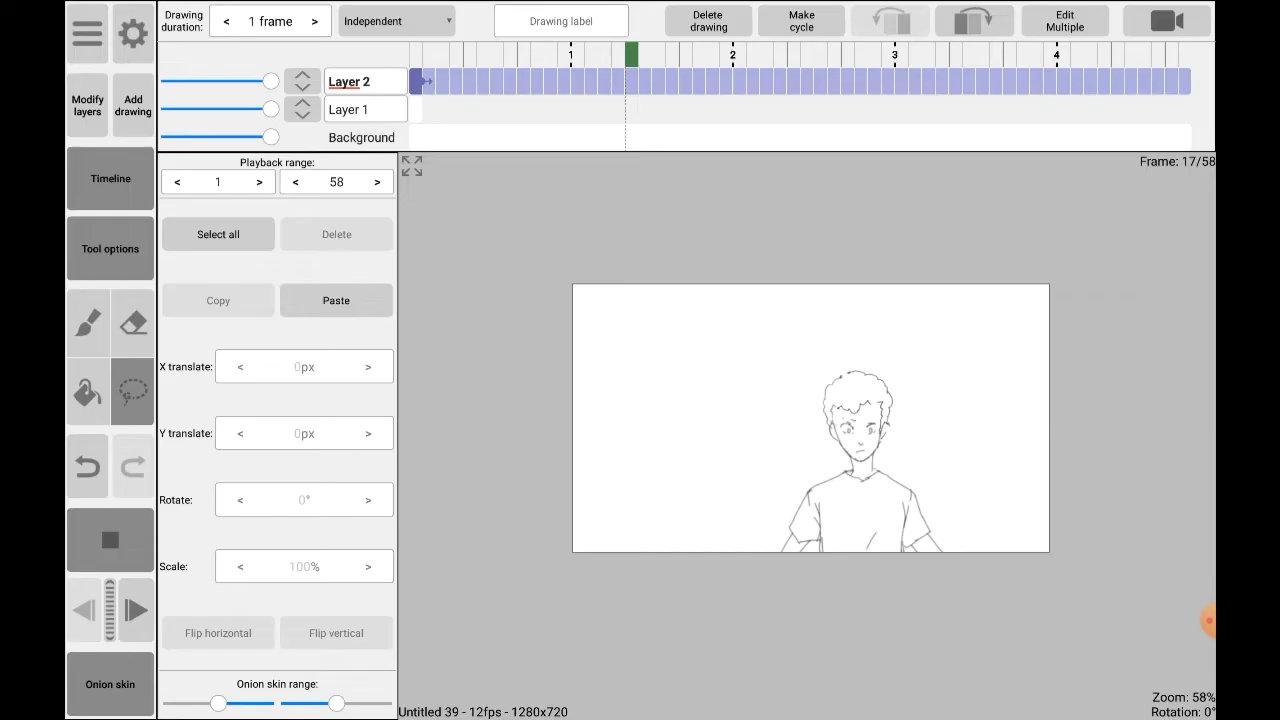 Drawing duration:
< 1 frame >
Independent
Drawing label
Delete drawing
Make cycle
Edit Multiple
1 2 3 4
Modify layers
Add drawing
Layer 2
Layer 1
Background
Timeline
Playback range:
< 1 >
< 58 >
Frame: 17/58
Tool options
Select all
Delete
Copy
Paste
X translate: < 0px >
Y translate: < 0px >
Rotate: < 0° >
Scale: < 100% >
Flip horizontal
Flip vertical
Onion skin
Onion skin range:
Untitled 39 - 12fps - 1280x720
Zoom: 58%
Rotation: 0°